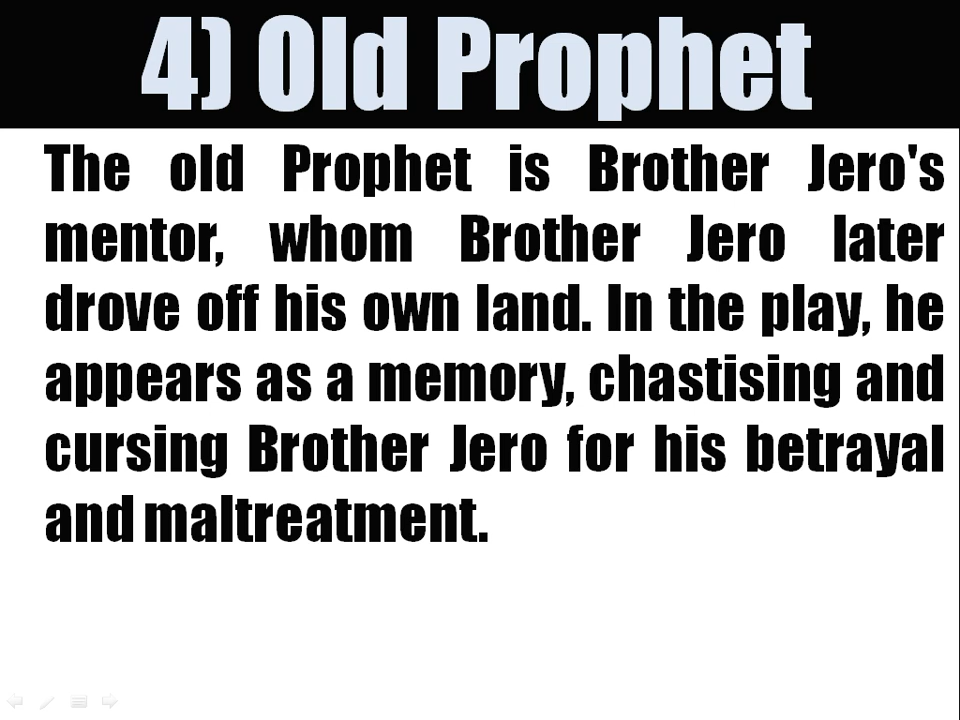 4) Old Prophet
The old Prophet is Brother Jero's
mentor, whom Brother Jero later
drove off his own land. In the play, he
appears as a memory, chastising and
cursing Brother Jero for his betrayal
and maltreatment.